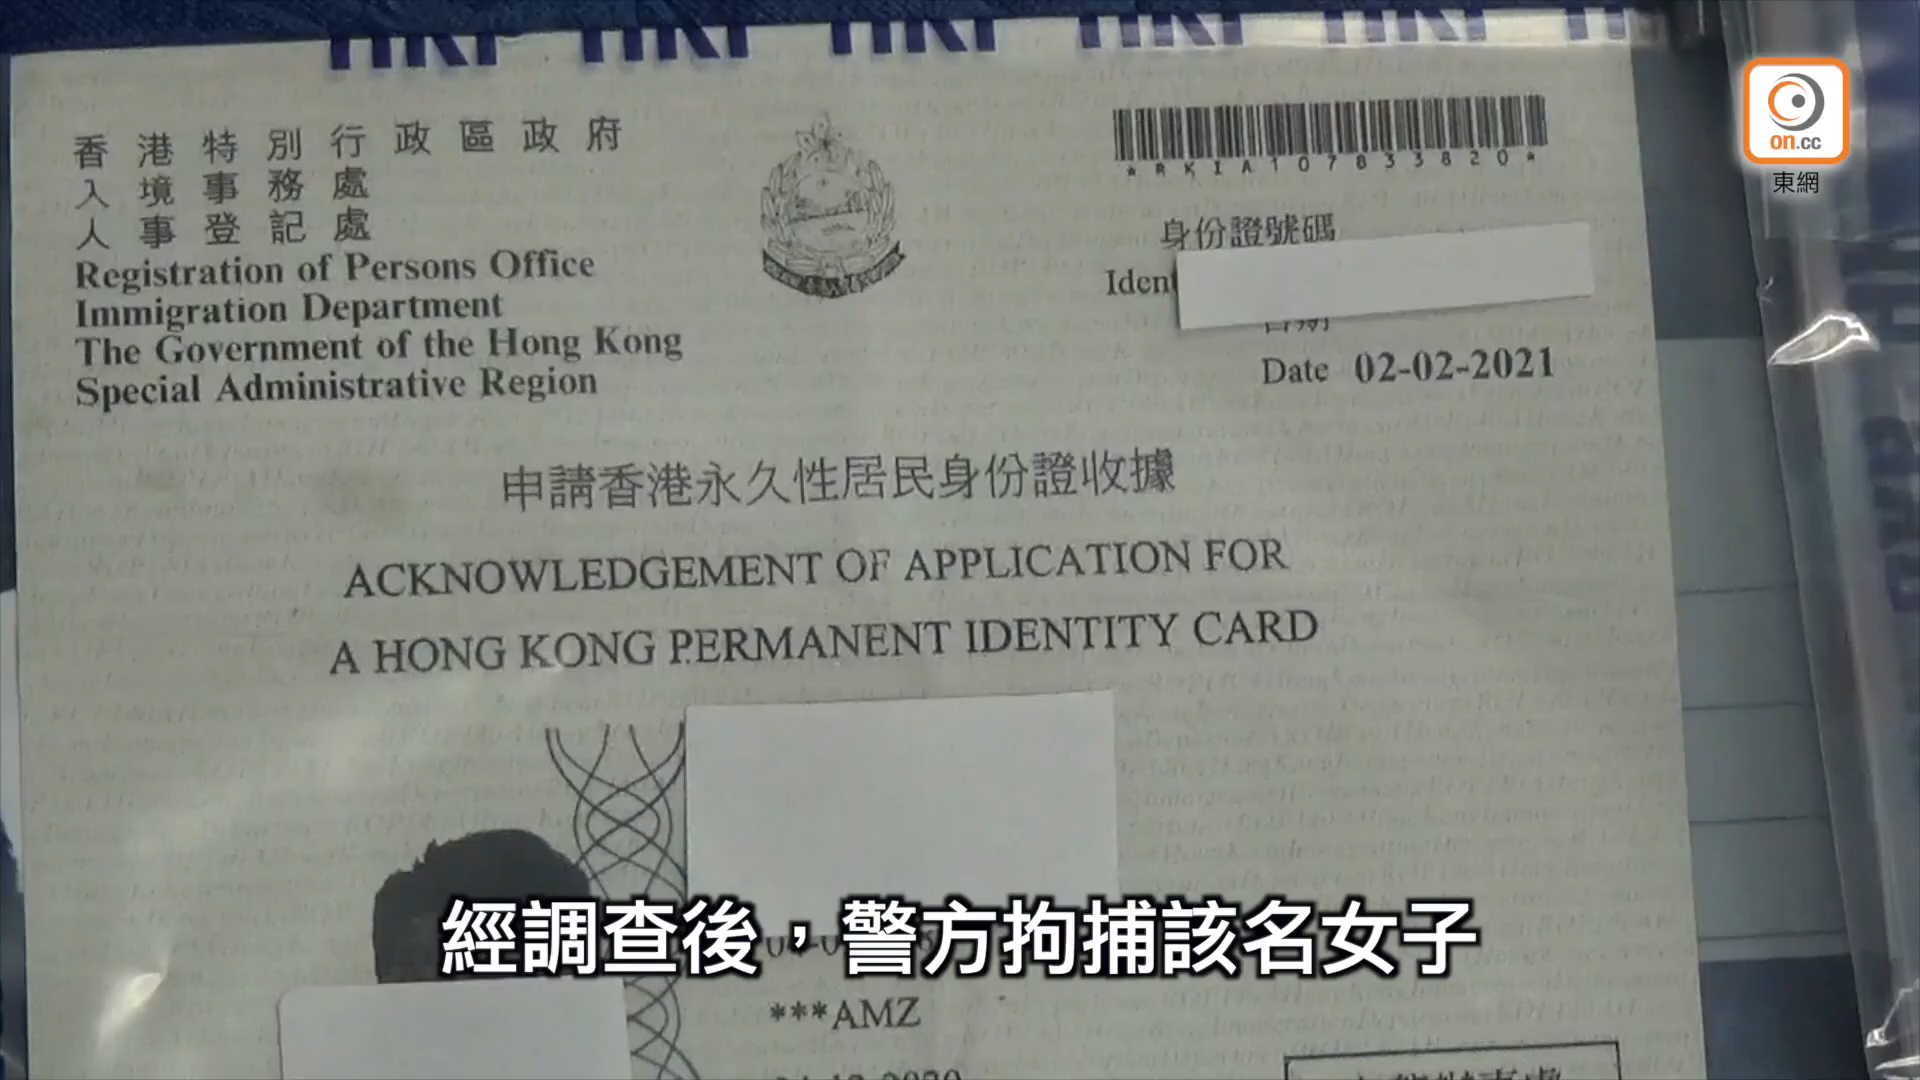 香港特別行政區政府
入境事務處
人事登記處
Registration of Persons Office
Immigration Department
The Government of the Hong Kong
Special Administrative Region
*RKIA107833820*
身份證號碼
Iden
日期
Date 02-02-2021
on.cc
東網
申請香港永久性居民身份證收據
ACKNOWLEDGEMENT OF APPLICATION FOR
A HONG KONG PERMANENT IDENTITY CARD
經調查後，警方拘捕該名女子
***AMZ